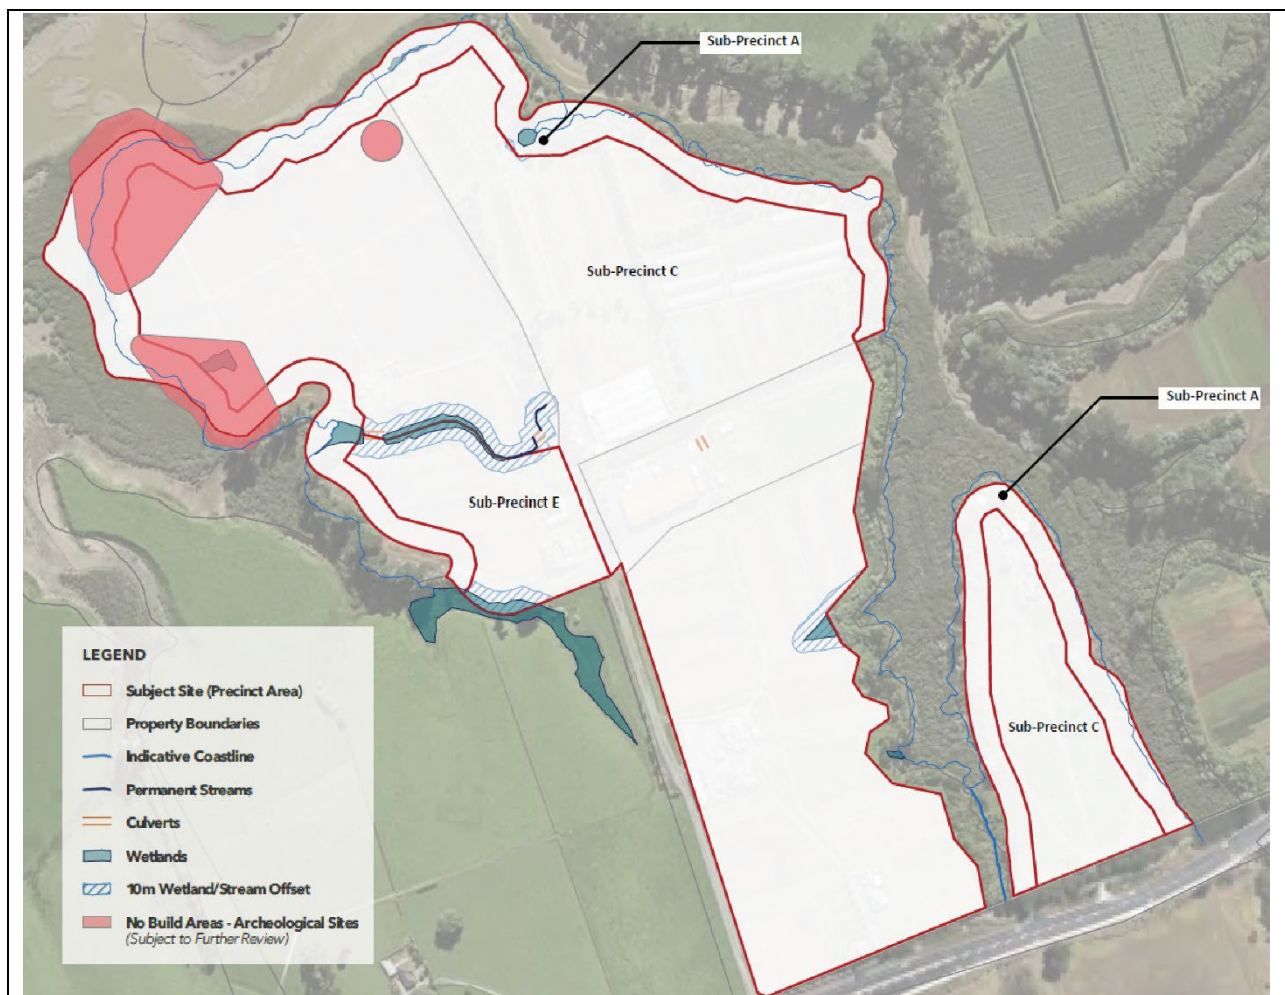 Sub-Precinct A
Sub-Precinct C
Sub-Precinct A
Sub-Precinct E
Sub-Precinct C
LEGEND
Subject Site (Precinct Area)
Property Boundaries
Indicative Coastline
Permanent Streams
Culverts
Wetlands
10m Wetland/Stream Offset
No Build Areas - Archeological Sites
(Subject to Further Review)